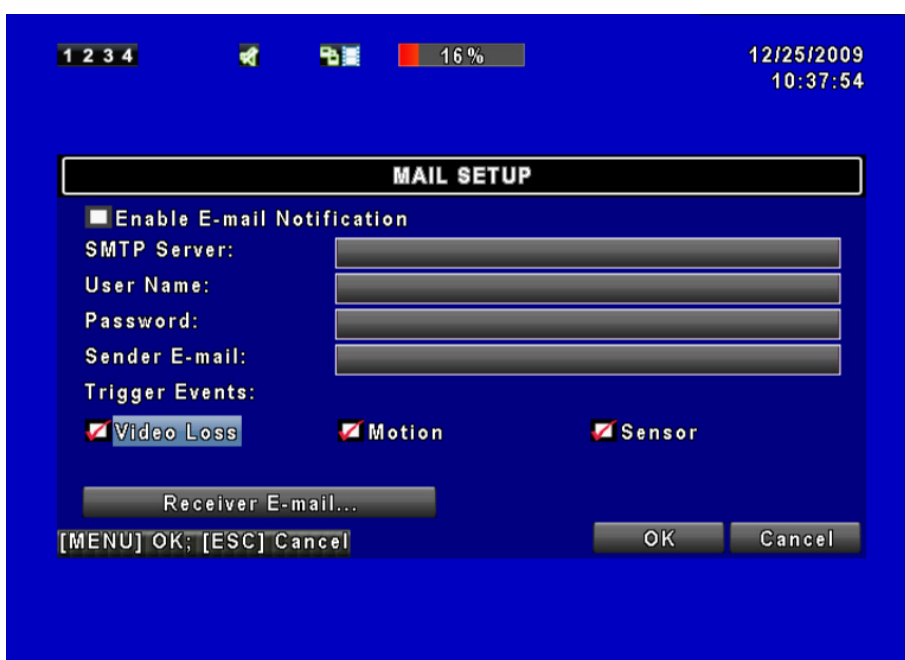 1 2 3 4 16% 12/25/2009
10:37:54
MAIL SETUP
Enable E-mail Notification
SMTP Server:
User Name:
Password:
Sender E-mail:
Trigger Events:
Video Loss Motion Sensor
Receiver E-mail...
[MENU] OK; [ESC] Cancel OK Cancel